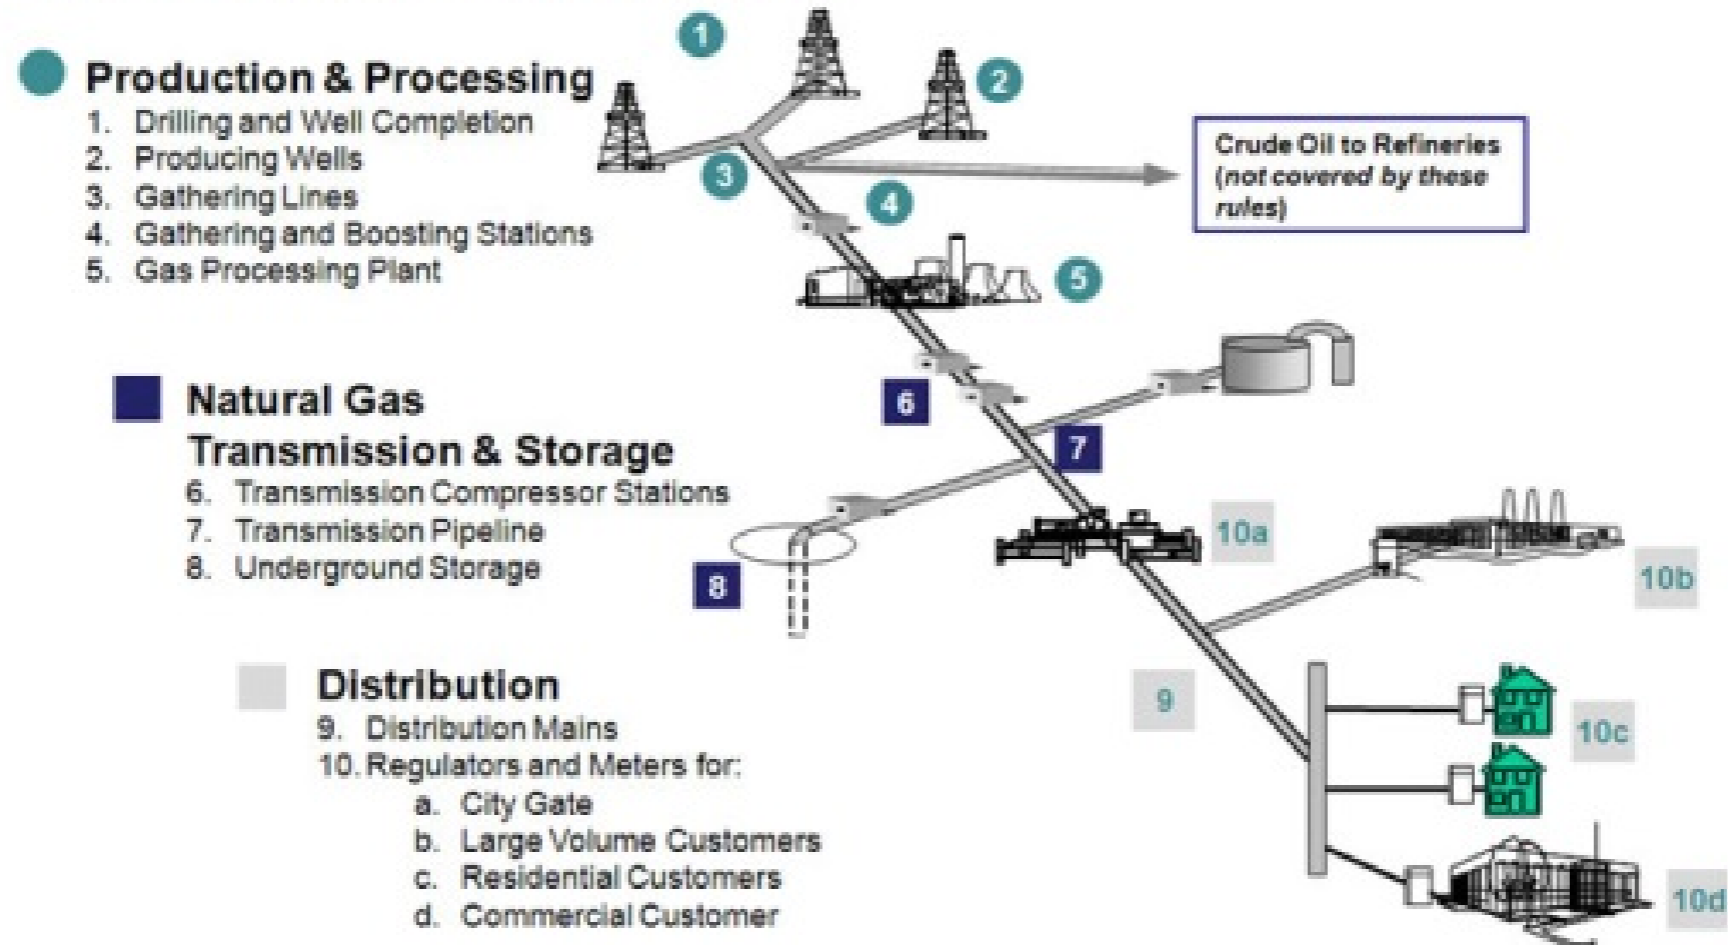 Production & Processing
1. Drilling and Well Completion
2. Producing Wells
3. Gathering Lines
4. Gathering and Boosting Stations
5. Gas Processing Plant
Natural Gas
Transmission & Storage
6. Transmission Compressor Stations
7. Transmission Pipeline
8. Underground Storage
Distribution
9. Distribution Mains
10. Regulators and Meters for:
a. City Gate
b. Large Volume Customers
c. Residential Customers
d. Commercial Customer
1
2
3
4
5
Crude Oil to Refineries
(not covered by these
rules)
6
7
8
10a
10b
9
10c
10d